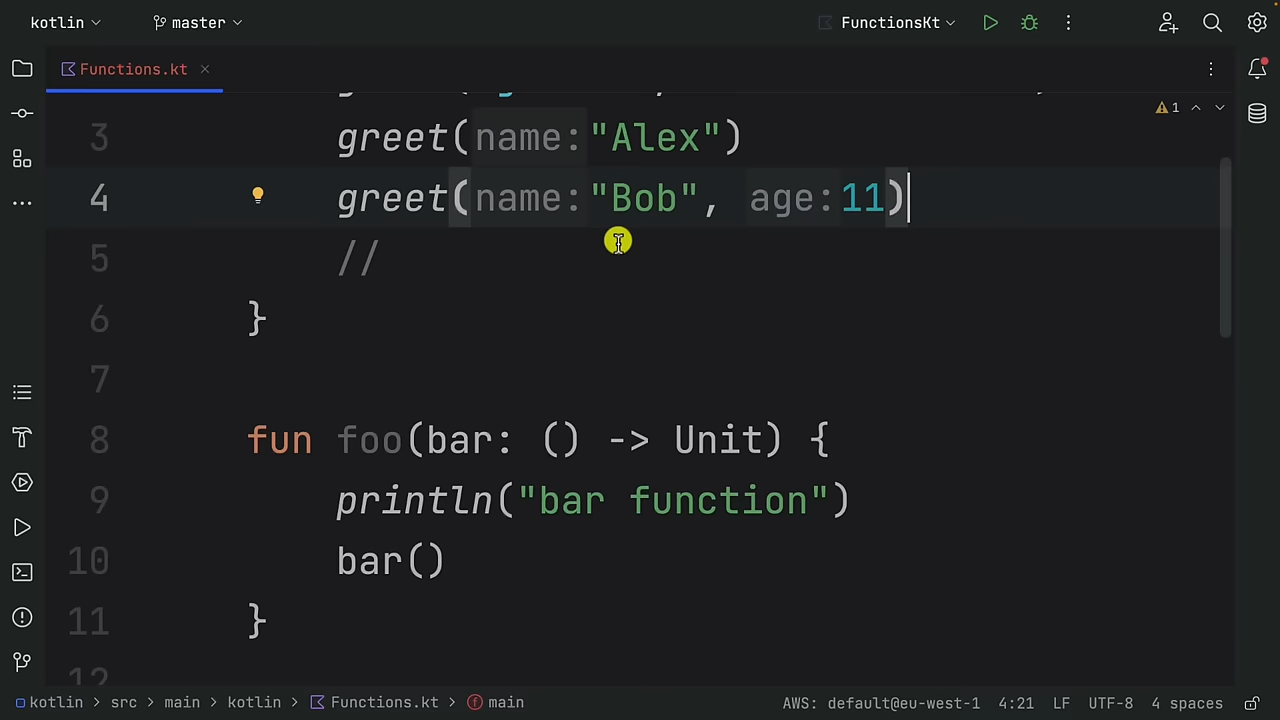 kotlin master FunctionsKt
Functions.kt
1
3 greet(name: "Alex")
4 greet(name: "Bob", age: 11)
5 //
6 }
7
8 fun foo(bar: () -> Unit) {
9 println("bar function")
10 bar()
11 }
12
kotlin > src > main > kotlin > Functions.kt > main AWS: default@eu-west-1 4:21 LF UTF-8 4 spaces